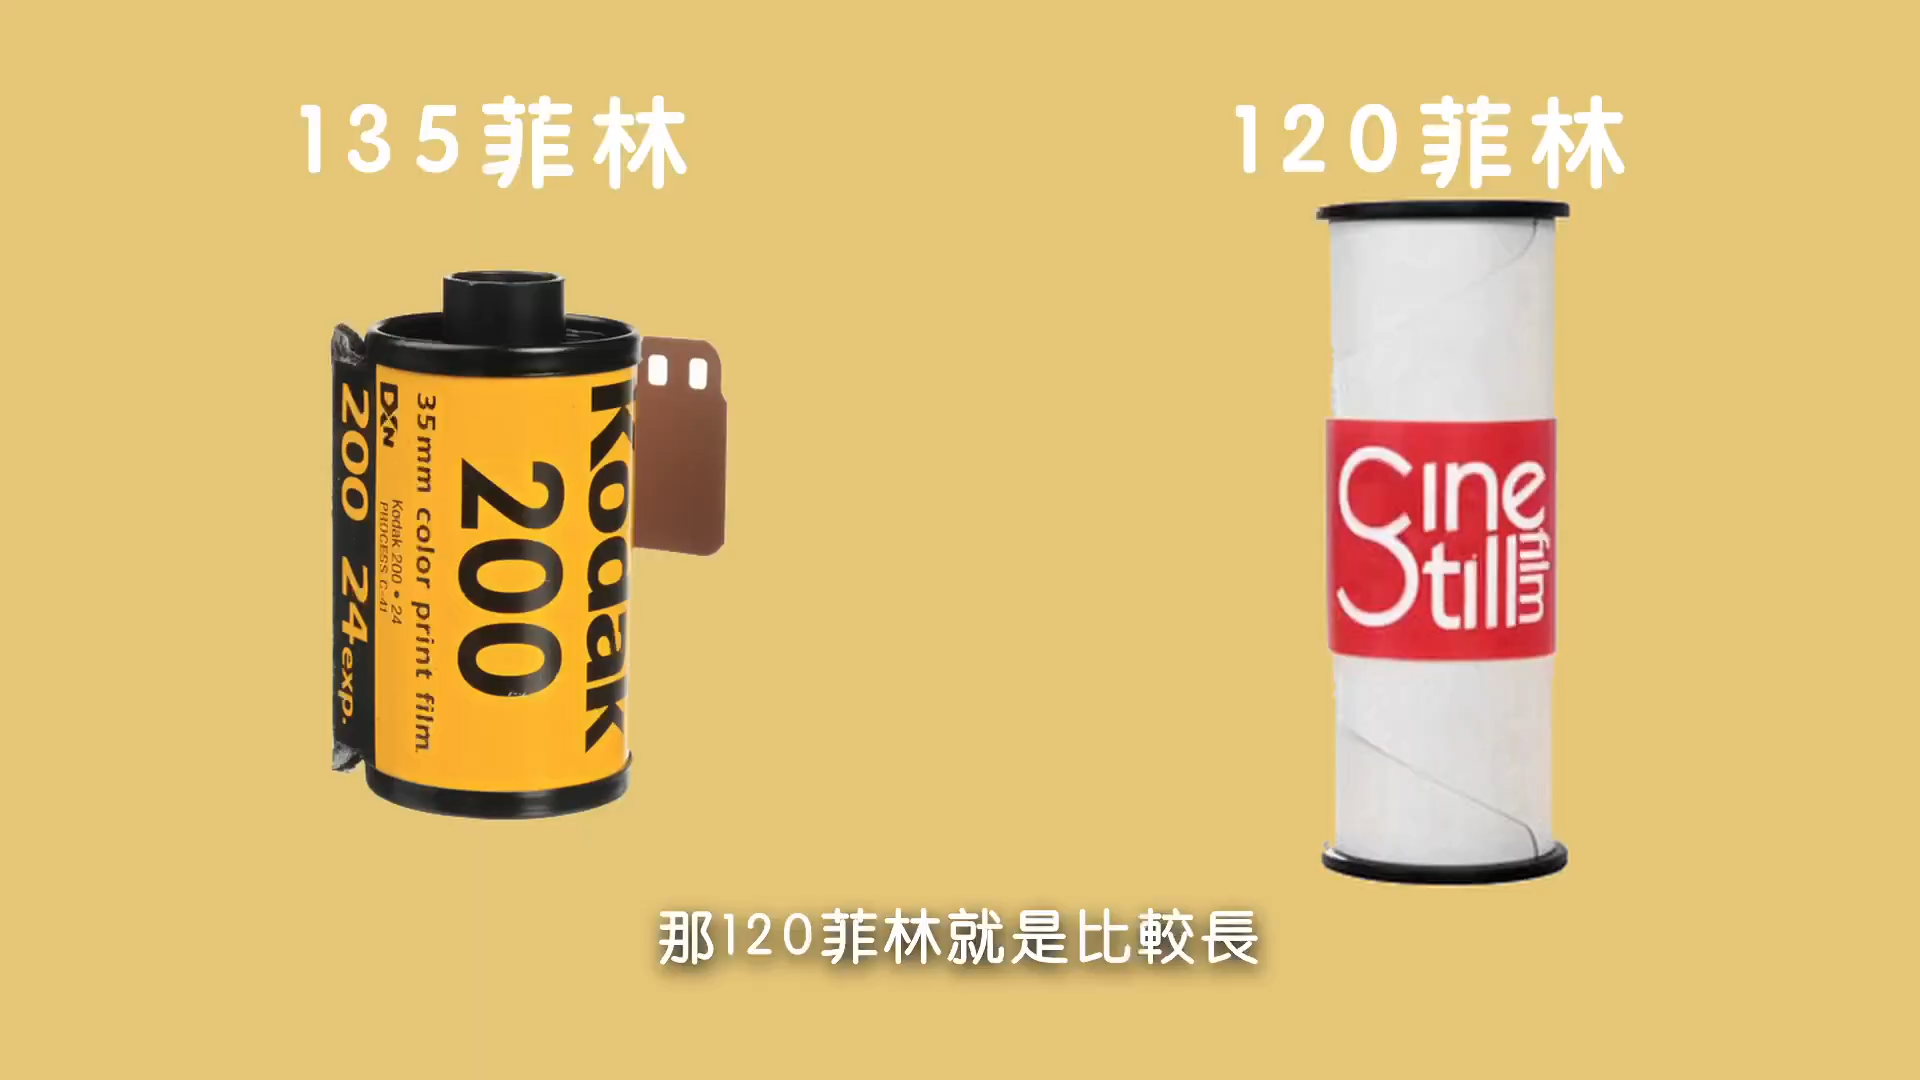 135菲林
120菲林
200 24exp.
DXN
35mm color print film
Kodak 200 • 24
PROCESS C-41
200
Kodak
Cine
Still
film
那120菲林就是比較長